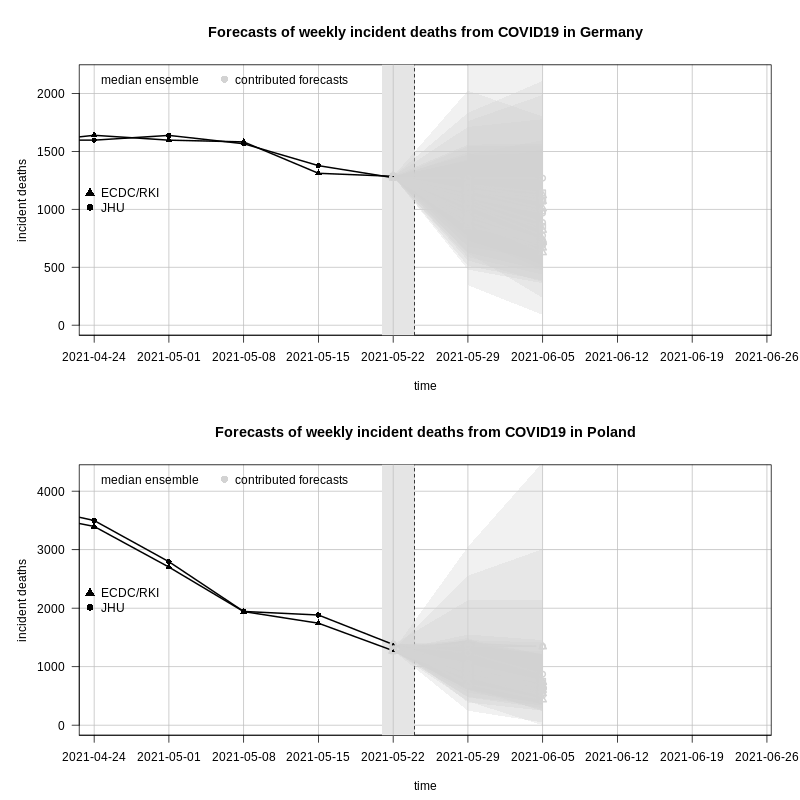 Forecasts of weekly incident deaths from COVID19 in Germany
median ensemble contributed forecasts
2000
1500
1000
500
0
incident deaths
ECDC/RKI
JHU
2021-04-24 2021-05-01 2021-05-08 2021-05-15 2021-05-22 2021-05-29 2021-06-05 2021-06-12 2021-06-19 2021-06-26
time
Forecasts of weekly incident deaths from COVID19 in Poland
median ensemble contributed forecasts
4000
3000
2000
1000
0
incident deaths
ECDC/RKI
JHU
2021-04-24 2021-05-01 2021-05-08 2021-05-15 2021-05-22 2021-05-29 2021-06-05 2021-06-12 2021-06-19 2021-06-26
time